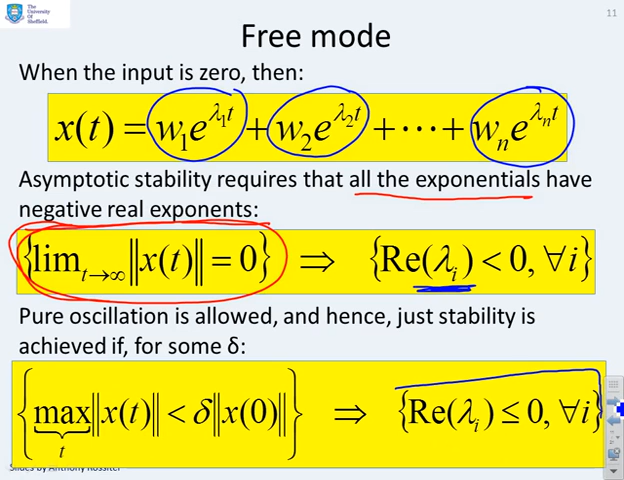 The
University
Of
Sheffield.
11
Free mode
When the input is zero, then:
x(t) = w₁e^{λ₁t} + w₂e^{λ₂t} + ⋯ + wₙe^{λₙt}
Asymptotic stability requires that all the exponentials have
negative real exponents:
{lim_{t→∞} ‖x(t)‖ = 0} ⇒ {Re(λᵢ) < 0, ∀i}
Pure oscillation is allowed, and hence, just stability is
achieved if, for some δ:
{max_t ‖x(t)‖ < δ‖x(0)‖} ⇒ {Re(λᵢ) ≤ 0, ∀i}
Slides by Anthony Rossiter